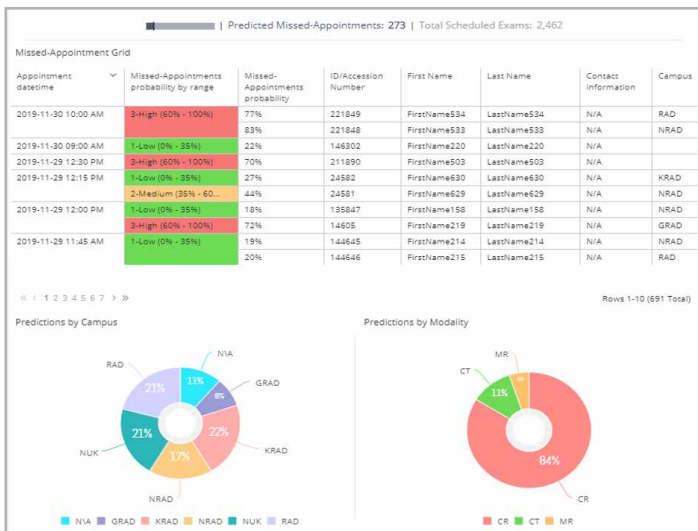 | Predicted Missed-Appointments: 273 | Total Scheduled Exams: 2,462
Missed-Appointment Grid
Appointment datetime Missed-Appointments probability by range Missed-Appointments probability ID/Accession Number First Name Last Name Contact information Campus
2019-11-30 10:00 AM 3-High (60% - 100%) 77% 221849 FirstName534 LastName534 N/A RAD
83% 221848 FirstName533 LastName533 N/A NRAD
2019-11-30 09:00 AM 1-Low (0% - 35%) 22% 146302 FirstName220 LastName220 N/A
2019-11-29 12:30 PM 3-High (60% - 100%) 70% 211890 FirstName503 LastName503 N/A
2019-11-29 12:15 PM 1-Low (0% - 35%) 27% 24582 FirstName630 LastName630 N/A KRAD
2-Medium (35% - 60... 44% 24581 FirstName629 LastName629 N/A NRAD
2019-11-29 12:00 PM 1-Low (0% - 35%) 18% 135847 FirstName158 LastName158 N/A NRAD
3-High (60% - 100%) 72% 14605 FirstName219 LastName219 N/A GRAD
2019-11-29 11:45 AM 1-Low (0% - 35%) 19% 144645 FirstName214 LastName214 N/A NRAD
20% 144646 FirstName215 LastName215 N/A RAD
« < 1 2 3 4 5 6 7 > » Rows 1-10 (691 Total)
Predictions by Campus
N\A
RAD
11%
21%
8%
GRAD
22%
21%
KRAD
NUK
17%
NRAD
N\A GRAD KRAD NRAD NUK RAD
Predictions by Modality
MR
CT
11%
84%
CR
CR CT MR